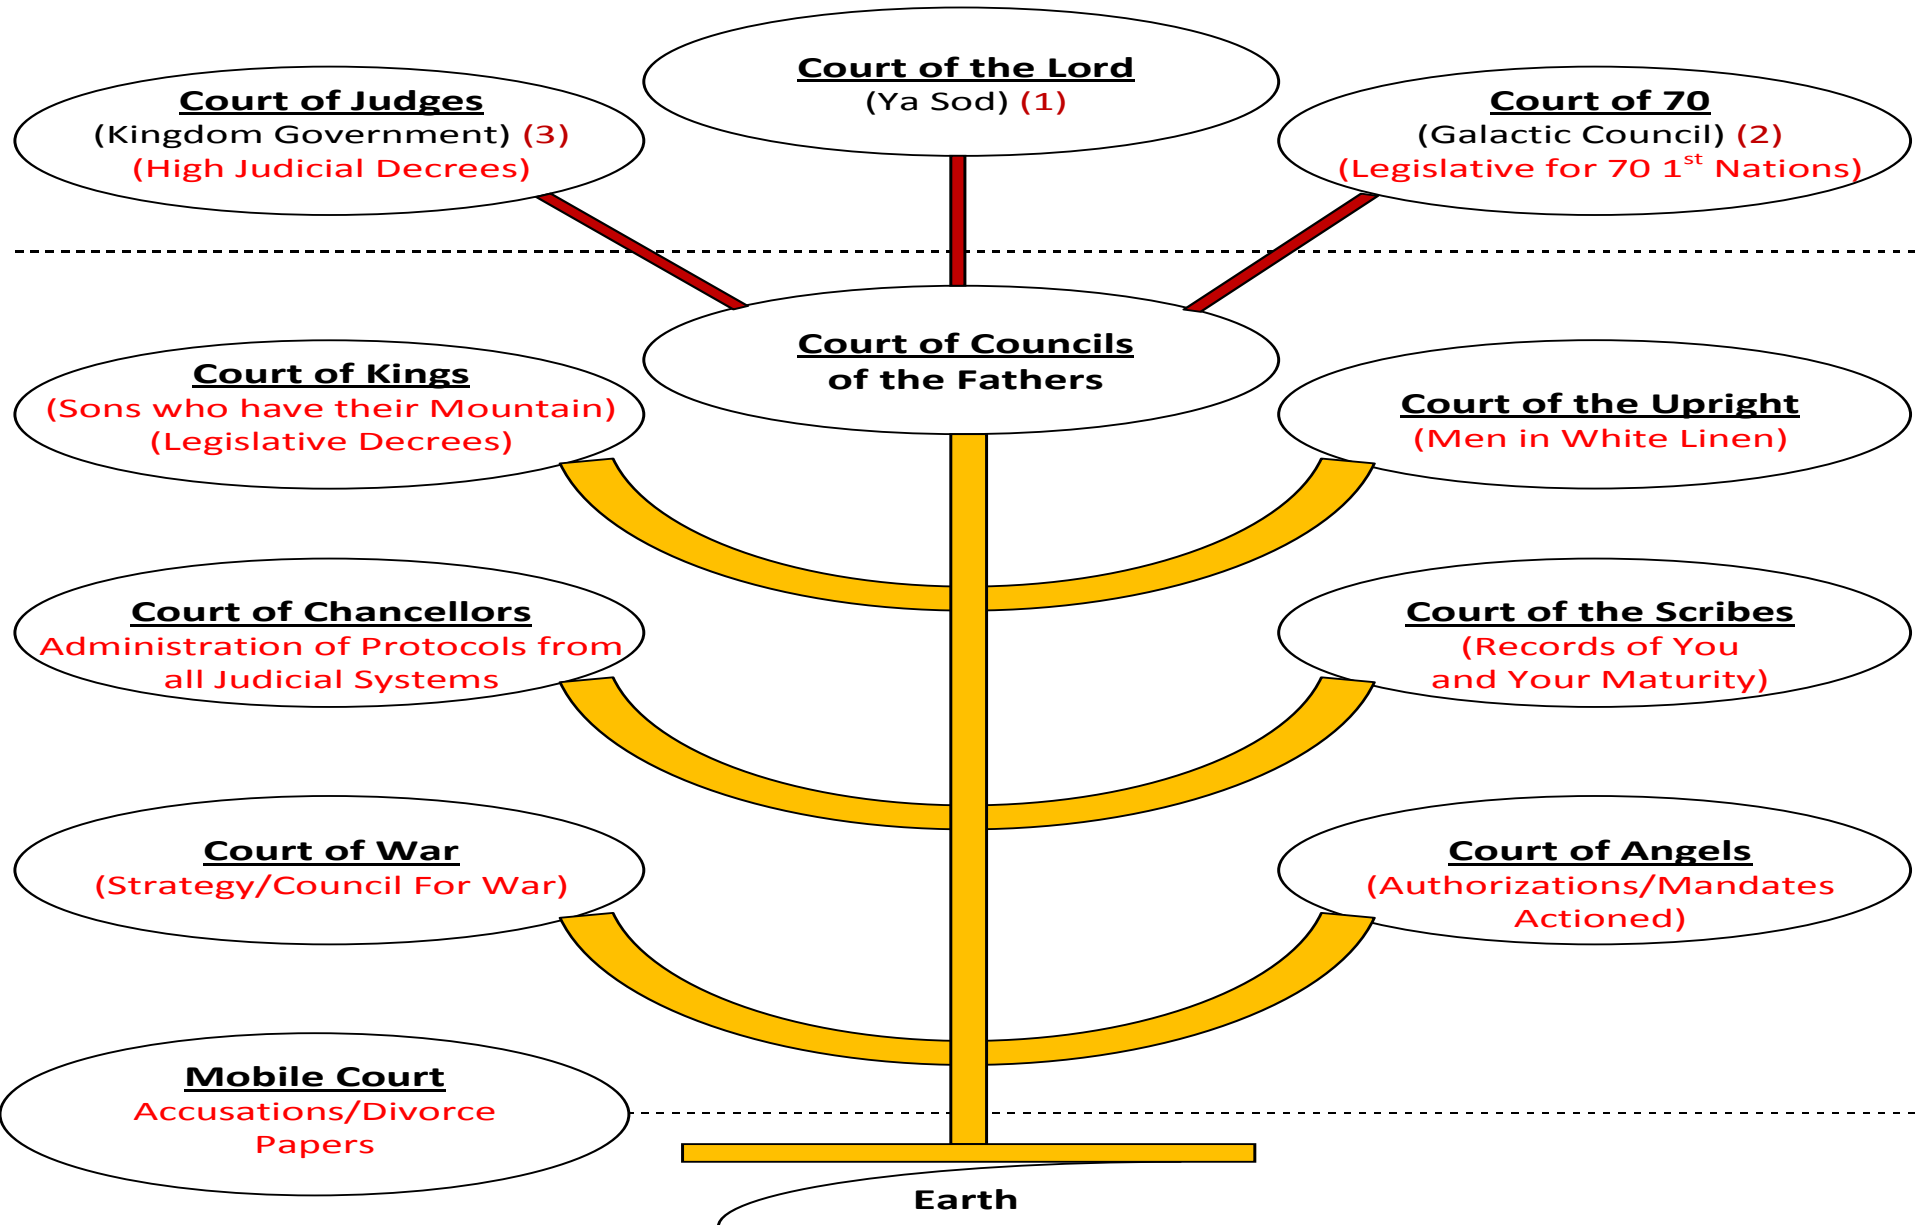 Court of the Lord
(Ya Sod) (1)
Court of Judges
(Kingdom Government) (3)
(High Judicial Decrees)
Court of 70
(Galactic Council) (2)
(Legislative for 70 1st Nations)
Court of Councils
of the Fathers
Court of Kings
(Sons who have their Mountain)
(Legislative Decrees)
Court of the Upright
(Men in White Linen)
Court of Chancellors
Administration of Protocols from
all Judicial Systems
Court of the Scribes
(Records of You
and Your Maturity)
Court of War
(Strategy/Council For War)
Court of Angels
(Authorizations/Mandates
Actioned)
Mobile Court
Accusations/Divorce
Papers
Earth